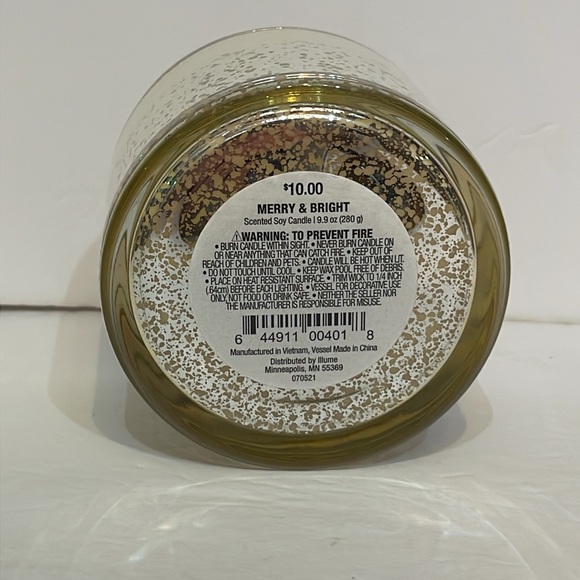 $10.00
MERRY & BRIGHT
Scented Soy Candle | 9.9 oz (280 g)
⚠WARNING: TO PREVENT FIRE
• BURN CANDLE WITHIN SIGHT. • NEVER BURN CANDLE ON
OR NEAR ANYTHING THAT CAN CATCH FIRE. • KEEP OUT OF
REACH OF CHILDREN AND PETS. • CANDLE WILL BE HOT WHEN LIT.
• DO NOT TOUCH UNTIL COOL. • KEEP WAX POOL FREE OF DEBRIS.
• PLACE ON HEAT RESISTANT SURFACE. • TRIM WICK TO 1/4 INCH
(.64cm) BEFORE EACH LIGHTING. • VESSEL FOR DECORATIVE USE
ONLY, NOT FOOD OR DRINK SAFE. • NEITHER THE SELLER NOR
THE MANUFACTURER IS RESPONSIBLE FOR MISUSE.
6 44911 00401 8
Manufactured in Vietnam, Vessel Made in China
Distributed by Illume
Minneapolis, MN 55369
070521